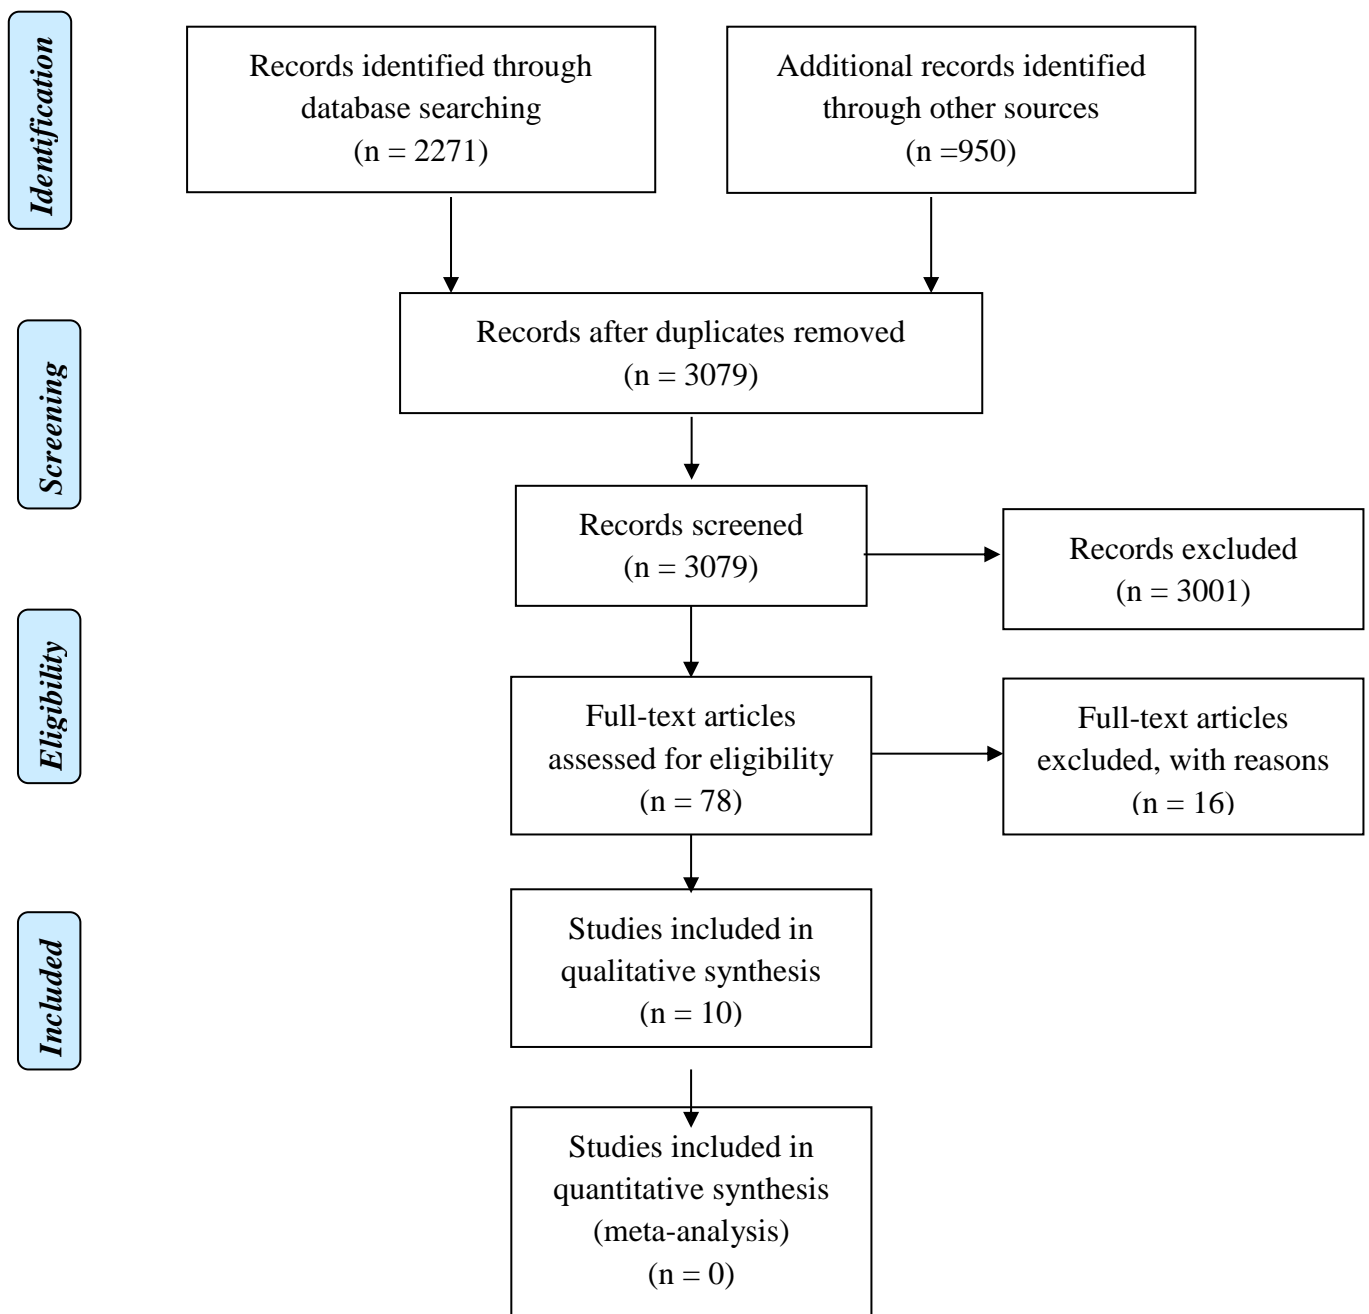 Identification
Records identified through
database searching
(n = 2271)
Additional records identified
through other sources
(n =950)
Screening
Records after duplicates removed
(n = 3079)
Records screened
(n = 3079)
Records excluded
(n = 3001)
Eligibility
Full-text articles
assessed for eligibility
(n = 78)
Full-text articles
excluded, with reasons
(n = 16)
Included
Studies included in
qualitative synthesis
(n = 10)
Studies included in
quantitative synthesis
(meta-analysis)
(n = 0)